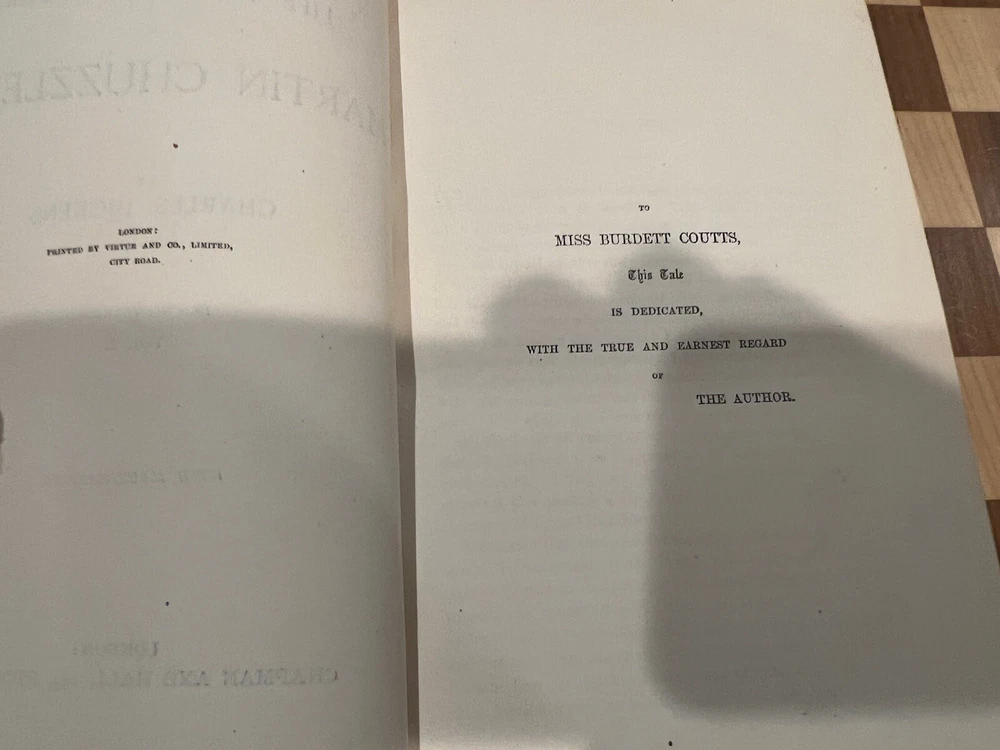 LONDON:
PRINTED BY VIRTUE AND CO., LIMITED,
CITY ROAD.
TO
MISS BURDETT COUTTS,
This Tale
IS DEDICATED,
WITH THE TRUE AND EARNEST REGARD
OF
THE AUTHOR.